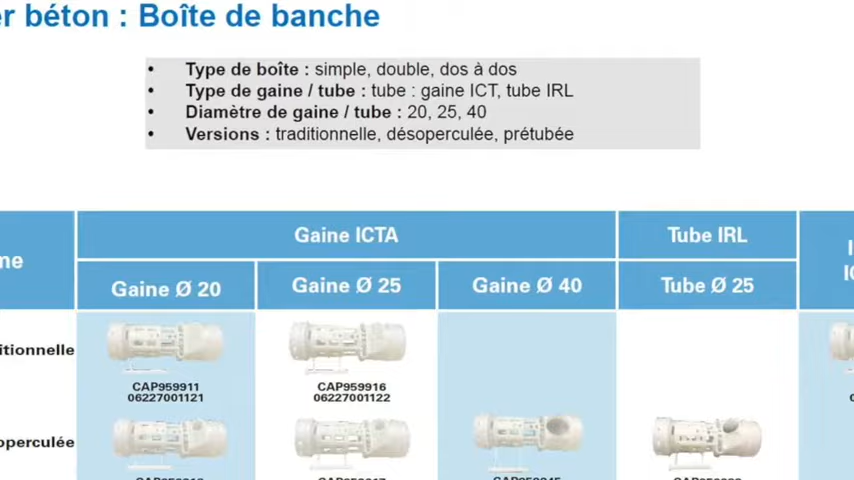 er béton : Boîte de banche
• Type de boîte : simple, double, dos à dos
• Type de gaine / tube : tube : gaine ICT, tube IRL
• Diamètre de gaine / tube : 20, 25, 40
• Versions : traditionnelle, désoperculée, prétubée
me
Gaine ICTA
Tube IRL
Gaine Ø 20
Gaine Ø 25
Gaine Ø 40
Tube Ø 25
itionnelle
CAP959911
06227001121
CAP959916
06227001122
operculée